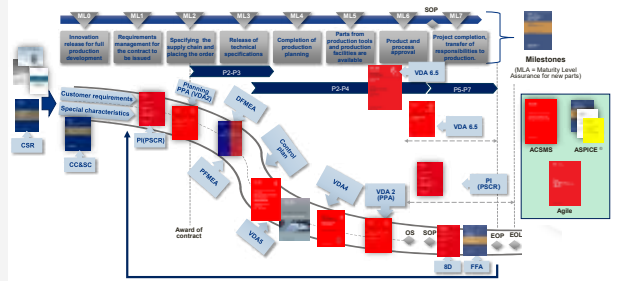 SOP
ML0
ML1
ML2
ML3
ML4
ML5
ML6
ML7
Innovation
release for full
production
development
Requirements
management for
the contract to
be issued
Specifying the
supply chain and
placing the order
Release of
technical
specifications
Completion of
production
planning
Parts from
production tools
and production
facilities are
available
Product and
process approval
Project completion,
transfer of
responsibilities to
production.
Milestones
(MLA = Maturity Level
Assurance for new parts)
P2-P3
P2-P4
P5-P7
VDA 6.5
VDA 6.5
Customer requirements
Special characteristics
CSR
CC&SC
PI(PSCR)
Planning
PPA (VDA2)
DFMEA
PFMEA
Control
plan
VDA5
VDA4
VDA 2
(PPA)
PI
(PSCR)
Award of
contract
OS
SOP
EOP
EOL
8D
FFA
ACSMS
ASPICE ®
Agile